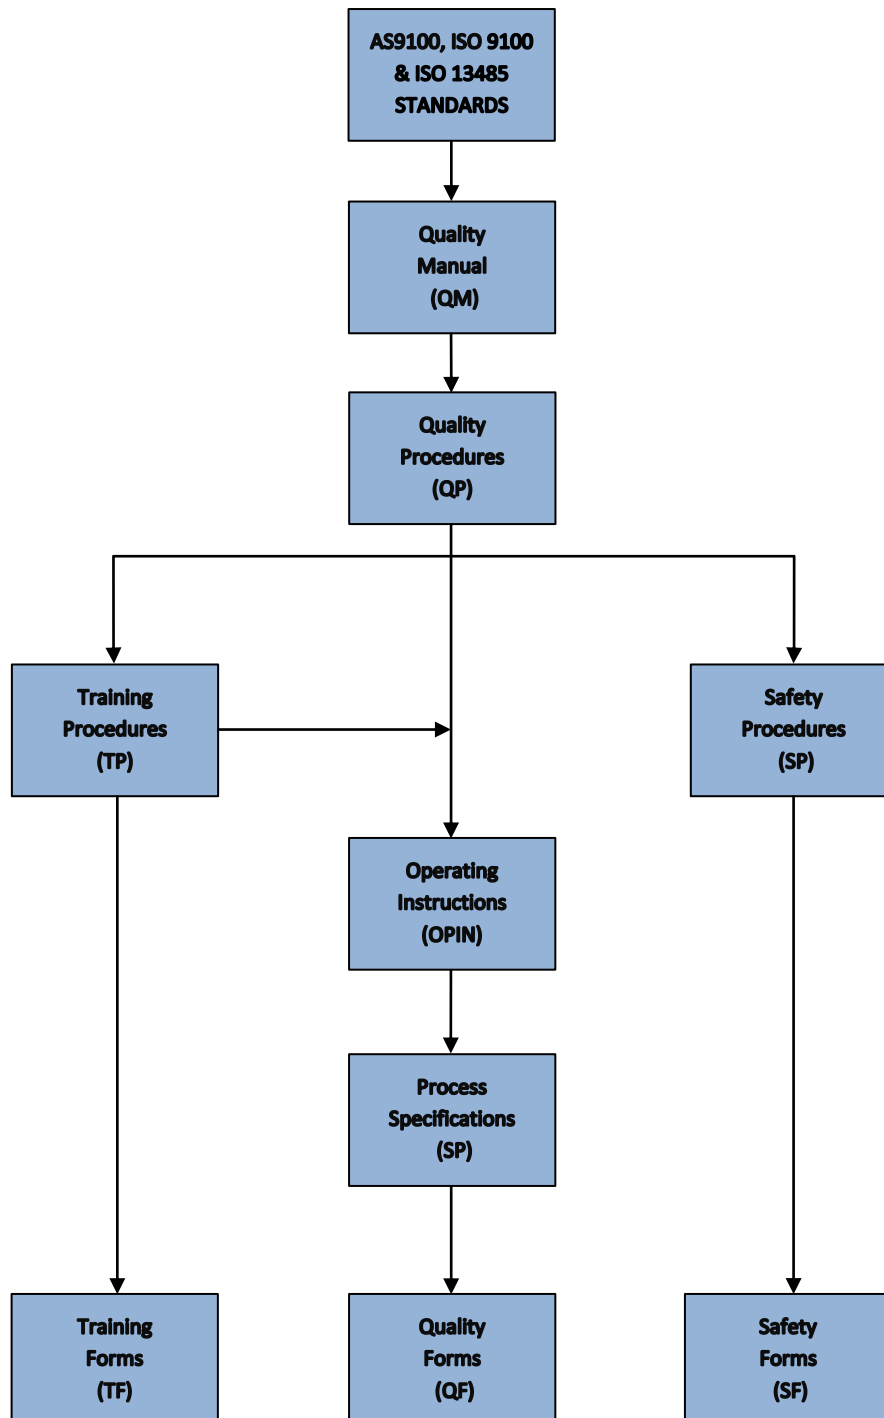 AS9100, ISO 9100
& ISO 13485
STANDARDS
Quality
Manual
(QM)
Quality
Procedures
(QP)
Training
Procedures
(TP)
Safety
Procedures
(SP)
Operating
Instructions
(OPIN)
Process
Specifications
(SP)
Training
Forms
(TF)
Quality
Forms
(QF)
Safety
Forms
(SF)